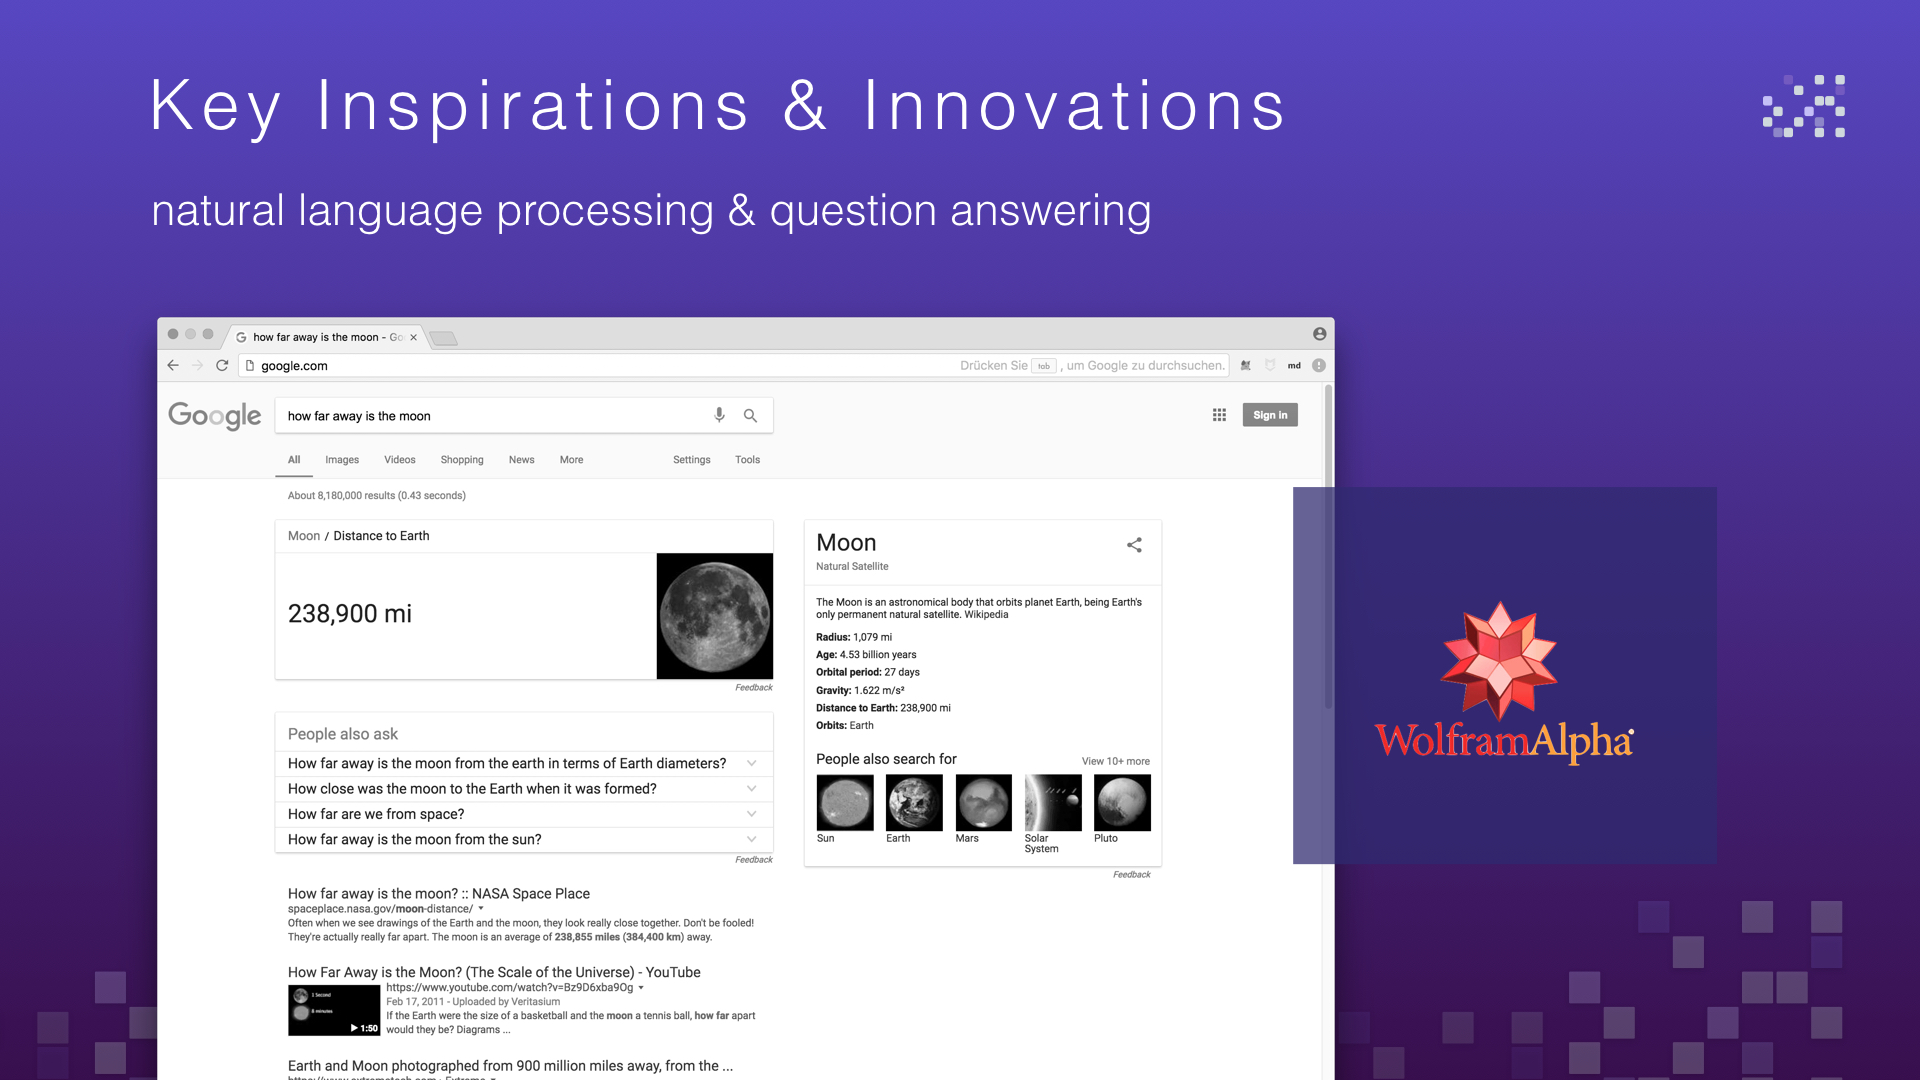 Key Inspirations & Innovations
natural language processing & question answering
how far away is the moon - Go
google.com
Drücken Sie tab , um Google zu durchsuchen.
md
Google
how far away is the moon
Sign in
All Images Videos Shopping News More Settings Tools
About 8,180,000 results (0.43 seconds)
Moon / Distance to Earth
238,900 mi
Feedback
People also ask
How far away is the moon from the earth in terms of Earth diameters?
How close was the moon to the Earth when it was formed?
How far are we from space?
How far away is the moon from the sun?
Feedback
How far away is the moon? :: NASA Space Place
spaceplace.nasa.gov/moon-distance/
Often when we see drawings of the Earth and the moon, they look really close together. Don't be fooled!
They're actually really far apart. The moon is an average of 238,855 miles (384,400 km) away.
How Far Away is the Moon? (The Scale of the Universe) - YouTube
https://www.youtube.com/watch?v=Bz9D6xba9Og
Feb 17, 2011 - Uploaded by Veritasium
If the Earth were the size of a basketball and the moon a tennis ball, how far apart
would they be? Diagrams ...
1 Second
8 minutes
1:50
Earth and Moon photographed from 900 million miles away, from the ...
Moon
Natural Satellite
The Moon is an astronomical body that orbits planet Earth, being Earth's
only permanent natural satellite. Wikipedia
Radius: 1,079 mi
Age: 4.53 billion years
Orbital period: 27 days
Gravity: 1.622 m/s²
Distance to Earth: 238,900 mi
Orbits: Earth
People also search for
View 10+ more
Sun
Earth
Mars
Solar
System
Pluto
Feedback
WolframAlpha